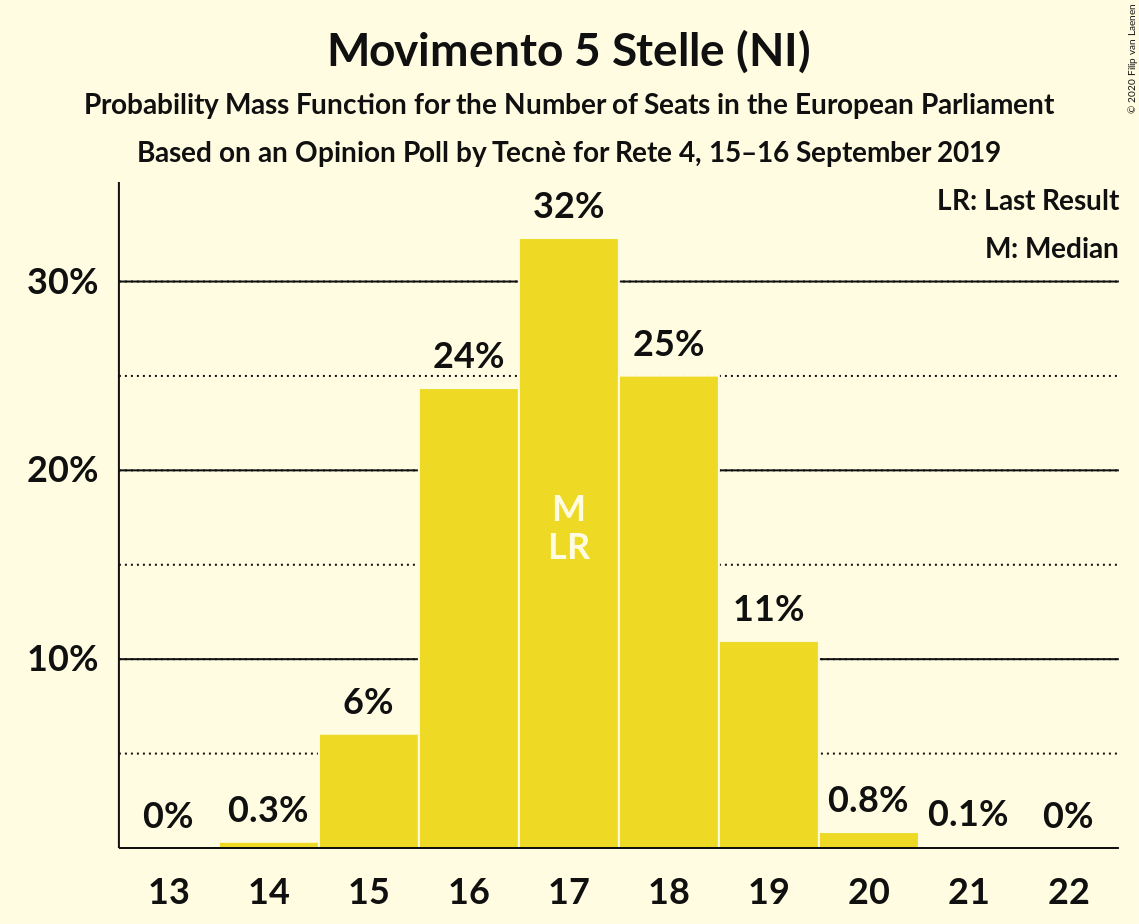 Movimento 5 Stelle (NI)
Probability Mass Function for the Number of Seats in the European Parliament
Based on an Opinion Poll by Tecnè for Rete 4, 15–16 September 2019
© 2020 Filip van Laenen
LR: Last Result
M: Median
30%
20%
10%
0%
0.3%
6%
24%
32%
25%
11%
0.8%
0.1%
0%
M
LR
13 14 15 16 17 18 19 20 21 22